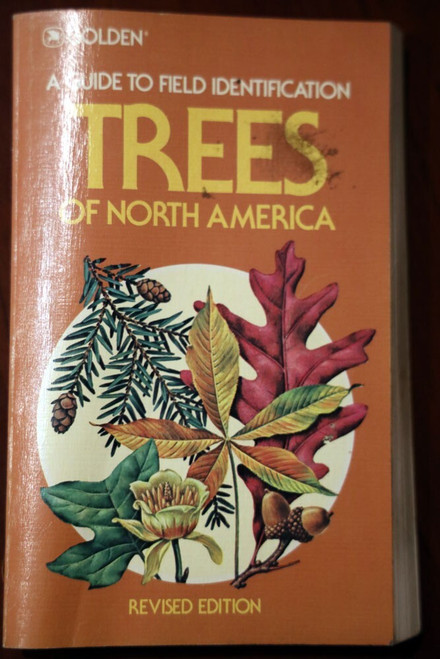 GOLDEN®
A GUIDE TO FIELD IDENTIFICATION
TREES
OF NORTH AMERICA
REVISED EDITION